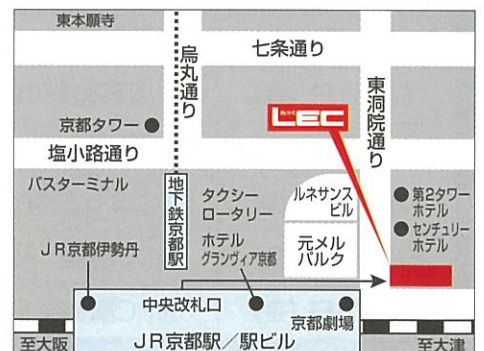 東本願寺
七条通り
烏丸通り
東洞院通り
れっく
LEC
京都タワー
塩小路通り
バスターミナル
地下鉄京都駅
タクシー
ロータリー
ルネサンス
ビル
第2タワー
ホテル
センチュリー
ホテル
JR京都伊勢丹
ホテル
グランヴィア京都
元メル
パルク
中央改札口
京都劇場
至大阪
JR京都駅/駅ビル
至大津